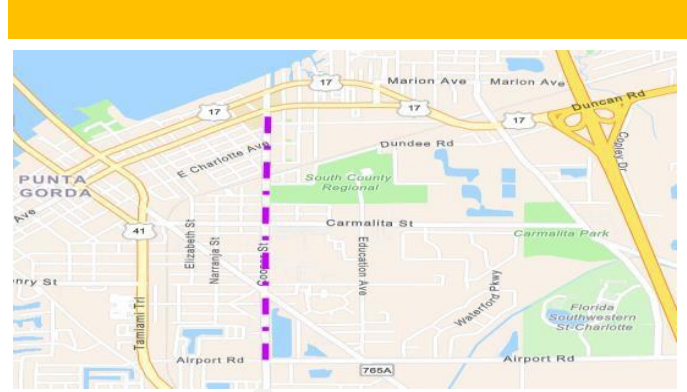 17
Marion Ave
Marion Ave
17
17
17
Duncan Rd
Copley Dr
E Charlotte Ave
Dundee Rd
PUNTA
GORDA
South County
Regional
Ave
41
Elizabeth St
Narranja St
Cooper St
Carmalita St
Education Ave
Carmalita Park
nry St
Waterford Pkwy
Florida
Southwestern
St-Charlotte
Tamiami Trl
Airport Rd
765A
Airport Rd